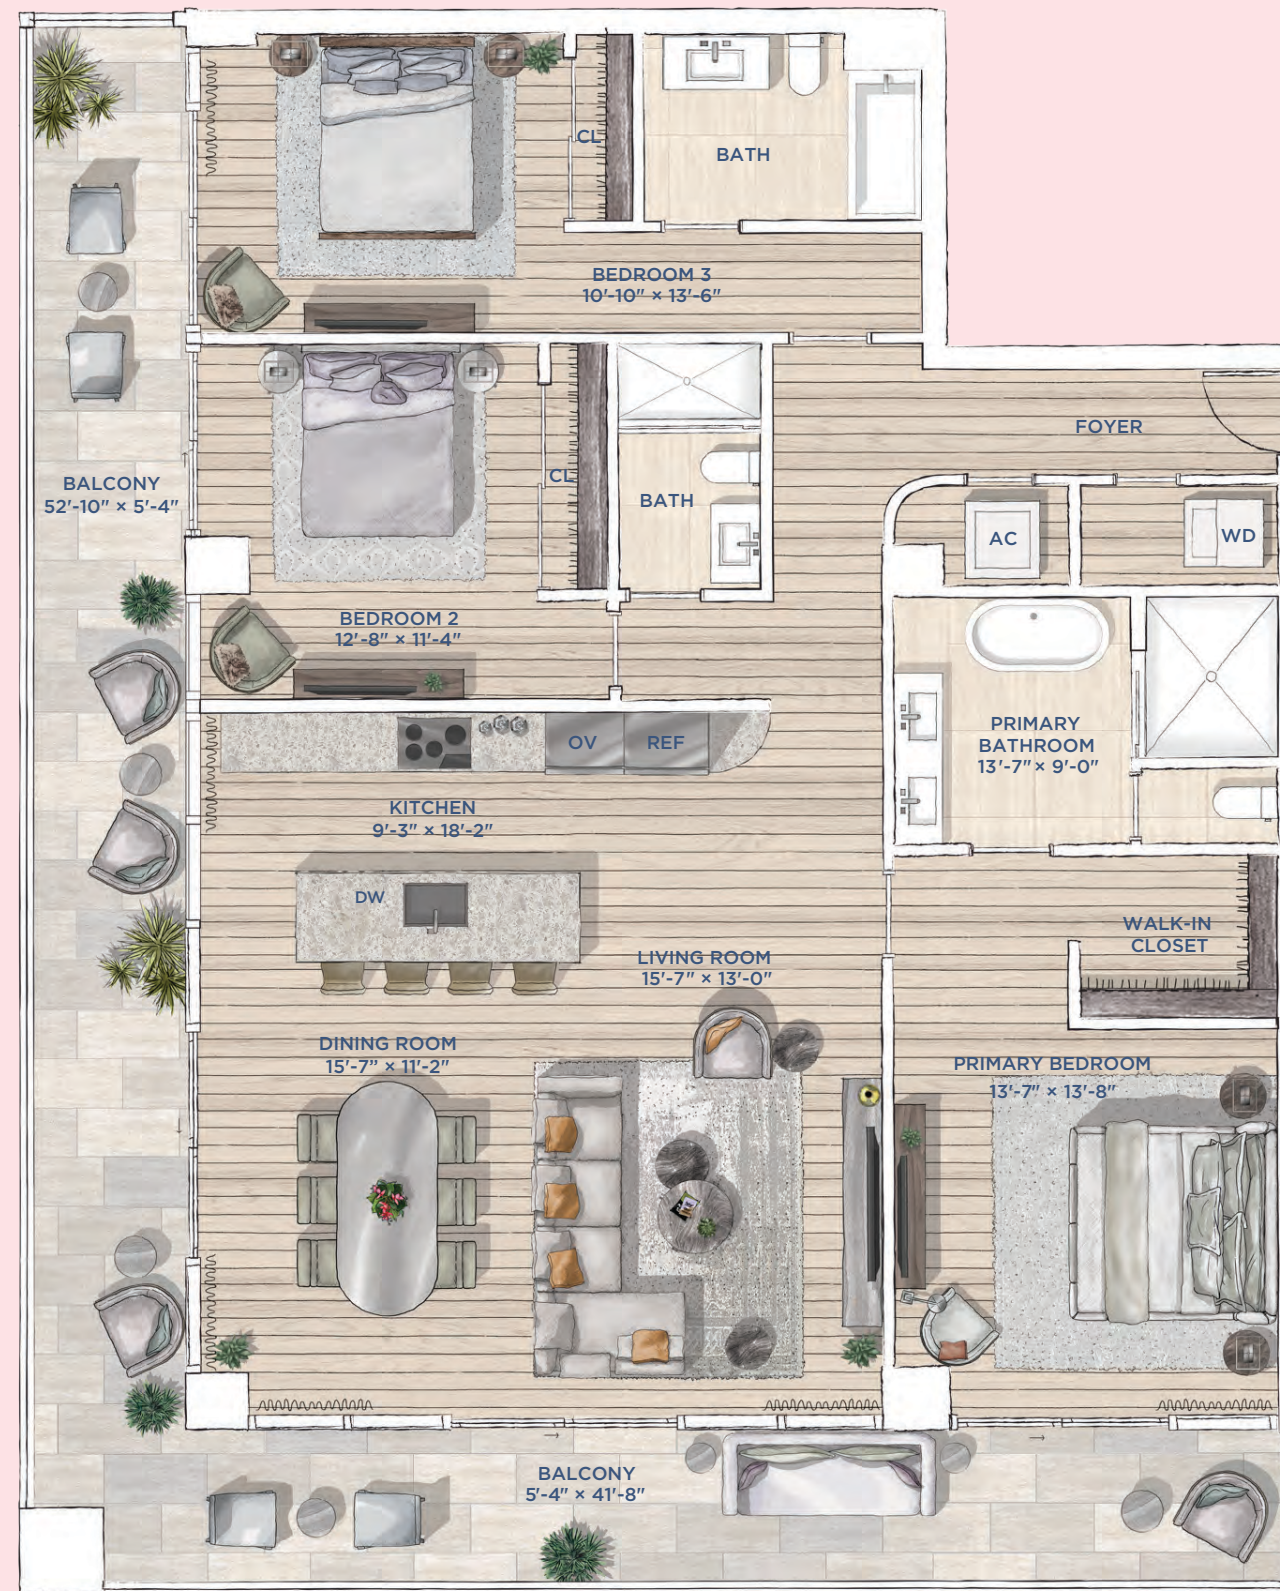 CL
BATH
BEDROOM 3
10'-10" × 13'-6"
FOYER
BALCONY
52'-10" × 5'-4"
CL
BATH
AC
WD
BEDROOM 2
12'-8" × 11'-4"
OV
REF
PRIMARY
BATHROOM
13'-7" × 9'-0"
KITCHEN
9'-3" × 18'-2"
DW
WALK-IN
CLOSET
LIVING ROOM
15'-7" × 13'-0"
DINING ROOM
15'-7” × 11'-2"
PRIMARY BEDROOM
13'-7" × 13'-8"
BALCONY
5'-4" × 41'-8"